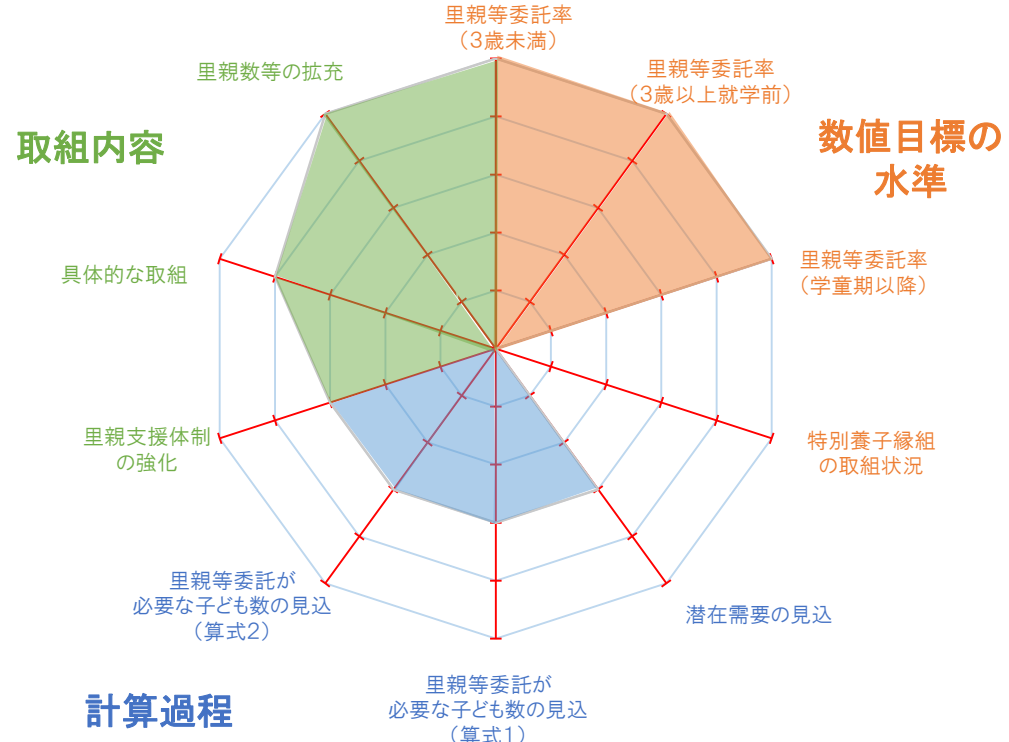 里親等委託率
（3歳未満）
里親等委託率
（3歳以上就学前）
数値目標の
水準
里親等委託率
（学童期以降）
特別養子縁組
の取組状況
潜在需要の見込
里親等委託が
必要な子ども数の見込
（算式1）
里親等委託が
必要な子ども数の見込
（算式2）
計算過程
里親支援体制
の強化
具体的な取組
取組内容
里親数等の拡充